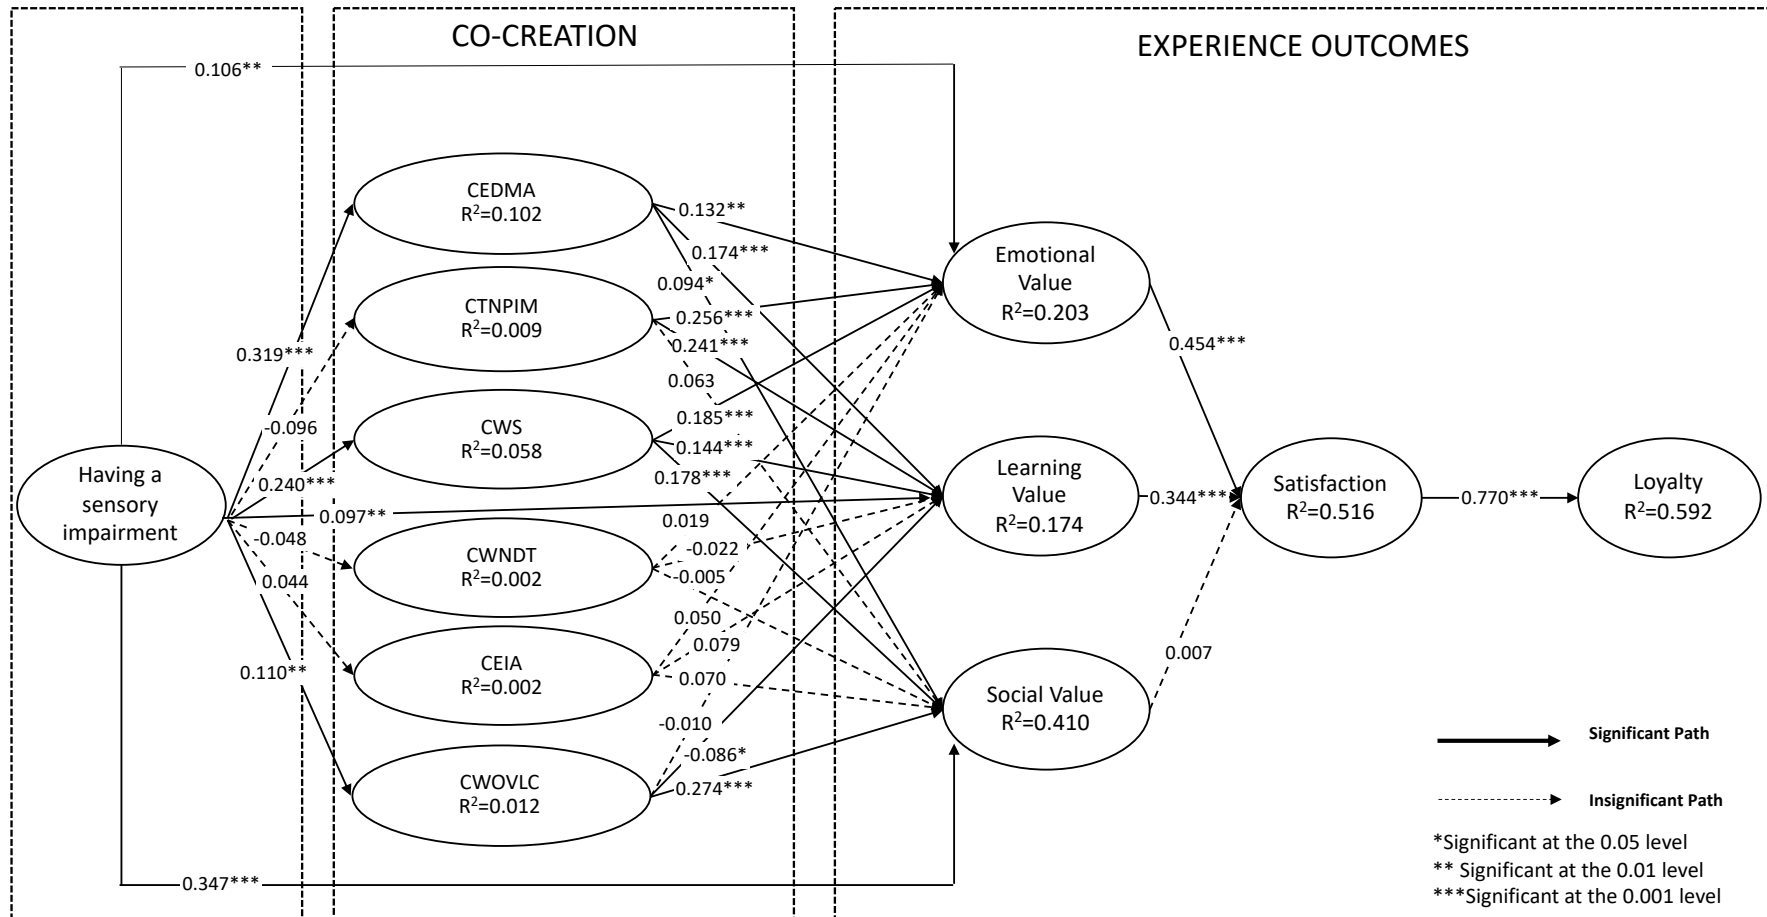 CO-CREATION
EXPERIENCE OUTCOMES
0.106**
CEDMA
R²=0.102
CTNPIM
R²=0.009
CWS
R²=0.058
CWNDT
R²=0.002
CEIA
R²=0.002
CWOVLC
R²=0.012
Having a
sensory
impairment
0.319***
-0.096
0.240***
0.097**
-0.048
0.044
0.110**
0.347***
0.132**
0.174***
0.094*
0.256***
0.241***
0.063
0.185***
0.144***
0.178***
0.019
-0.022
-0.005
0.050
0.079
0.070
-0.010
-0.086*
0.274***
Emotional
Value
R²=0.203
Learning
Value
R²=0.174
Social Value
R²=0.410
0.454***
0.344***
0.007
Satisfaction
R²=0.516
0.770***
Loyalty
R²=0.592
Significant Path
Insignificant Path
*Significant at the 0.05 level
** Significant at the 0.01 level
***Significant at the 0.001 level